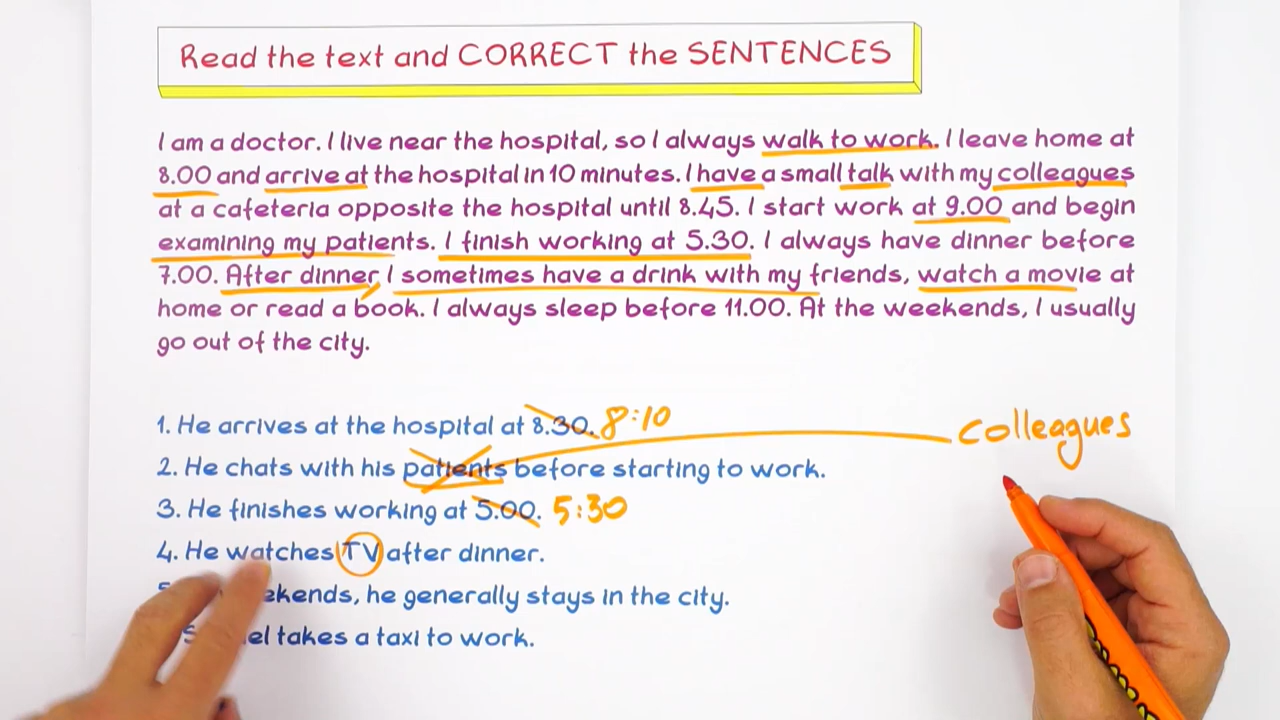 Read the text and CORRECT the SENTENCES
I am a doctor. I live near the hospital, so I always walk to work. I leave home at
8.00 and arrive at the hospital in 10 minutes. I have a small talk with my colleagues
at a cafeteria opposite the hospital until 8.45. I start work at 9.00 and begin
examining my patients. I finish working at 5.30. I always have dinner before
7.00. After dinner, I sometimes have a drink with my friends, watch a movie at
home or read a book. I always sleep before 11.00. At the weekends, I usually
go out of the city.
1. He arrives at the hospital at 8.30. 8:10
colleagues
2. He chats with his patients before starting to work.
3. He finishes working at 5.00. 5:30
4. He watches TV after dinner.
he generally stays in the city.
takes a taxi to work.